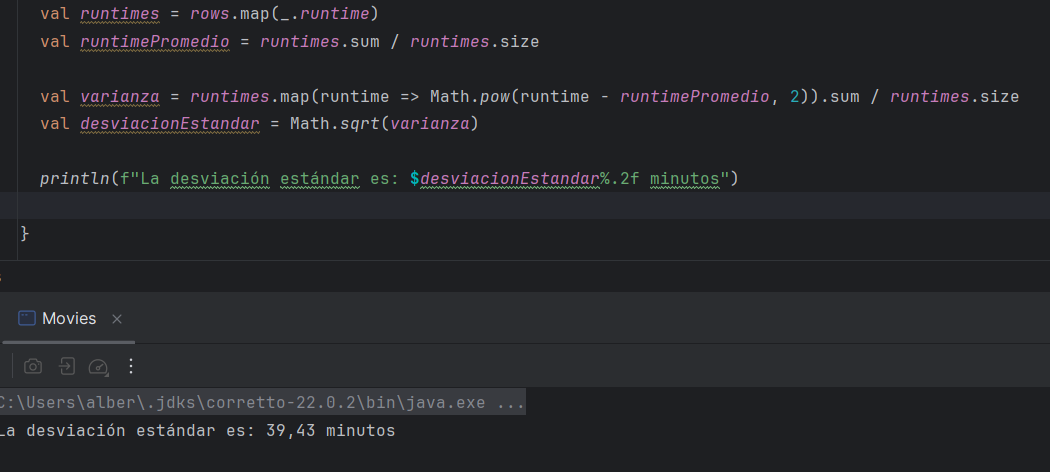 val runtimes = rows.map(_.runtime)
val runtimePromedio = runtimes.sum / runtimes.size
val varianza = runtimes.map(runtime => Math.pow(runtime - runtimePromedio, 2)).sum / runtimes.size
val desviacionEstandar = Math.sqrt(varianza)
println(f"La desviación estándar es: $desviacionEstandar%.2f minutos")
}
s
Movies
C:\Users\alber\.jdks\corretto-22.0.2\bin\java.exe ...
La desviación estándar es: 39,43 minutos